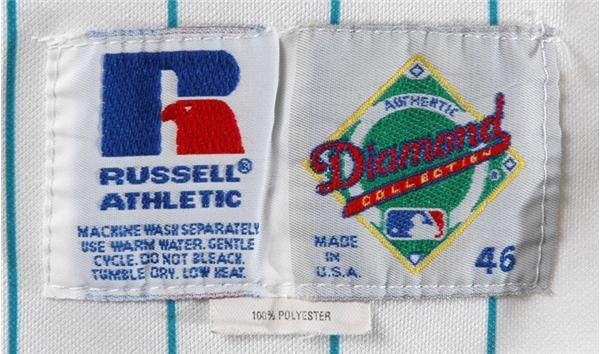 RUSSELL®
ATHLETIC
MACHINE WASH SEPARATELY
USE WARM WATER. GENTLE
CYCLE. DO NOT BLEACH.
TUMBLE DRY. LOW HEAT.
AUTHENTIC
Diamond
COLLECTION
MADE
IN
U.S.A.
46
100% POLYESTER